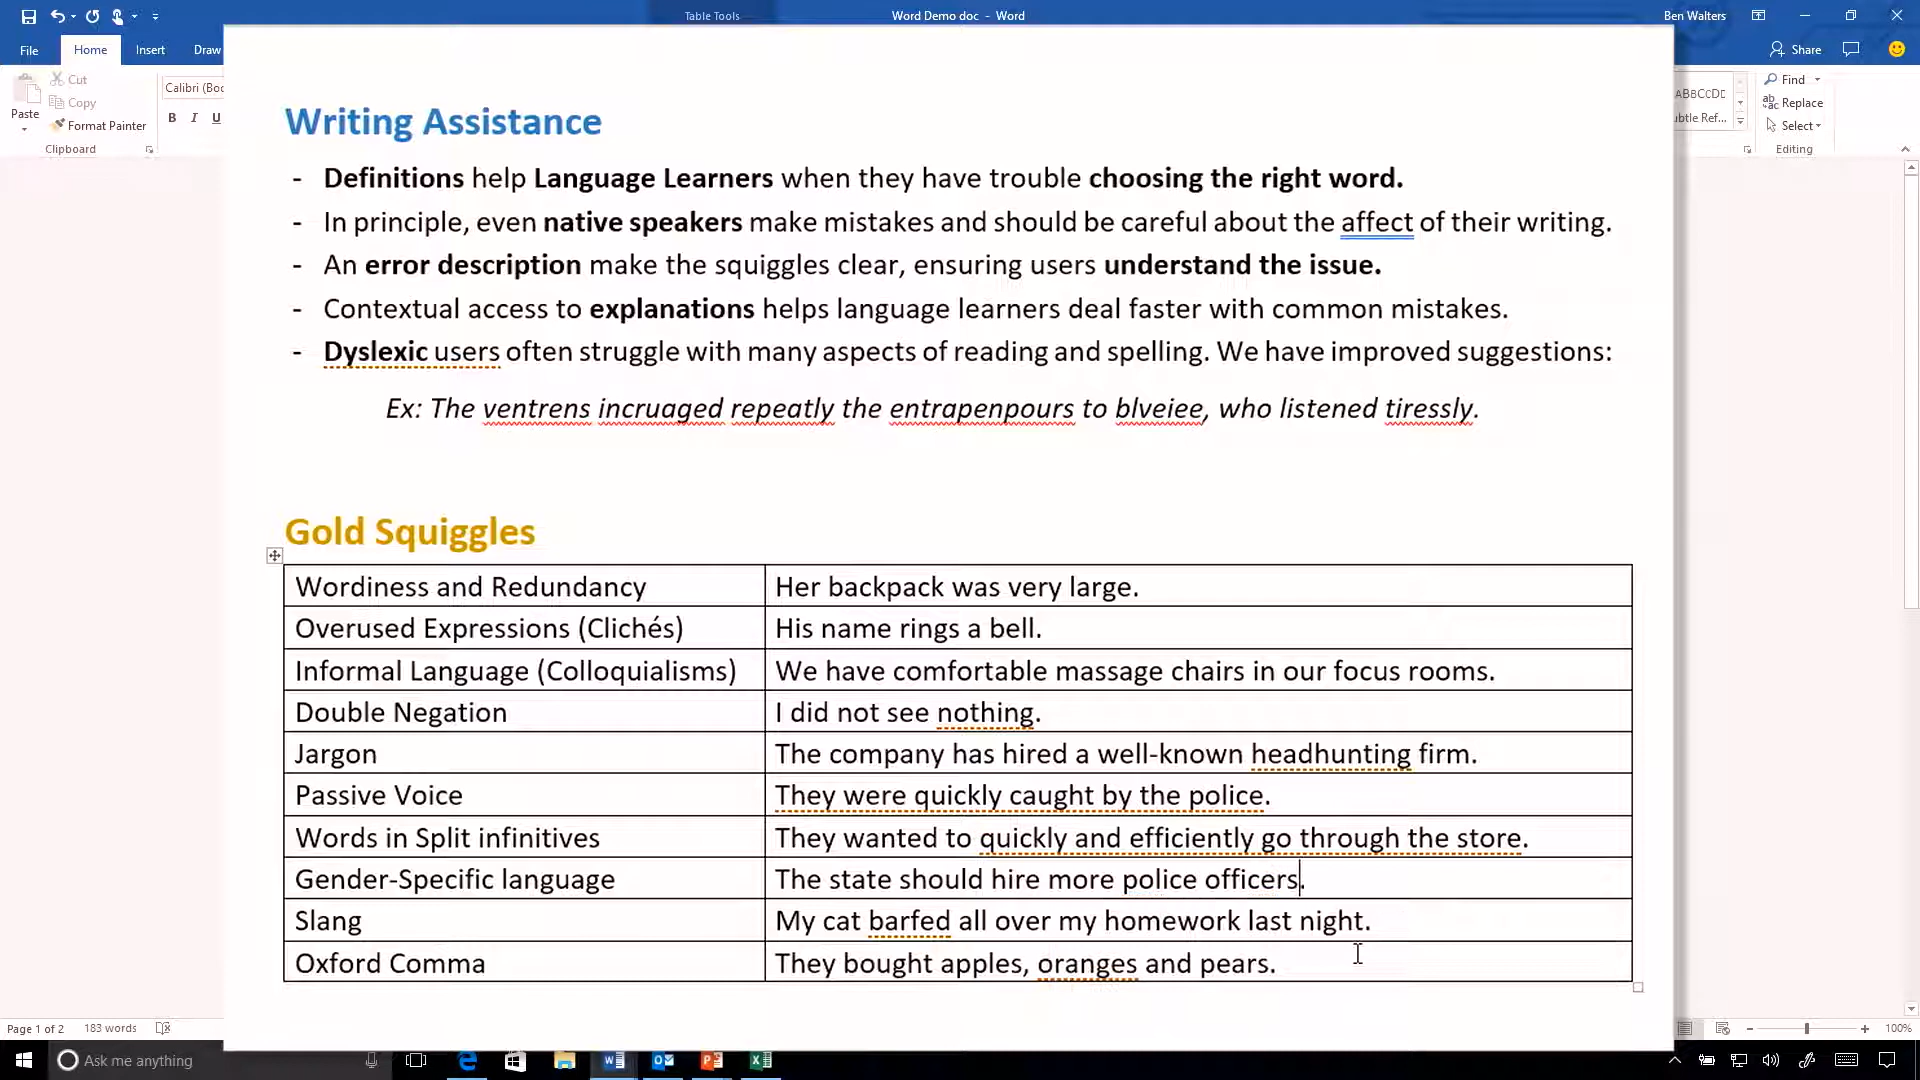 Table Tools
Word Demo doc - Word
Ben Walters
File
Home
Insert
Draw
Share
Cut
Copy
Paste
Format Painter
Clipboard
Calibri (Boc
B I U
ABBCCDD
ubtle Ref...
Find
Replace
Select
Editing
Writing Assistance
- Definitions help Language Learners when they have trouble choosing the right word.
- In principle, even native speakers make mistakes and should be careful about the affect of their writing.
- An error description make the squiggles clear, ensuring users understand the issue.
- Contextual access to explanations helps language learners deal faster with common mistakes.
- Dyslexic users often struggle with many aspects of reading and spelling. We have improved suggestions:
Ex: The ventrens incruaged repeatly the entrapenpours to blveiee, who listened tiressly.
Gold Squiggles
Wordiness and Redundancy Her backpack was very large.
Overused Expressions (Clichés) His name rings a bell.
Informal Language (Colloquialisms) We have comfortable massage chairs in our focus rooms.
Double Negation I did not see nothing.
Jargon The company has hired a well-known headhunting firm.
Passive Voice They were quickly caught by the police.
Words in Split infinitives They wanted to quickly and efficiently go through the store.
Gender-Specific language The state should hire more police officers.
Slang My cat barfed all over my homework last night.
Oxford Comma They bought apples, oranges and pears.
Page 1 of 2 183 words
100%
Ask me anything